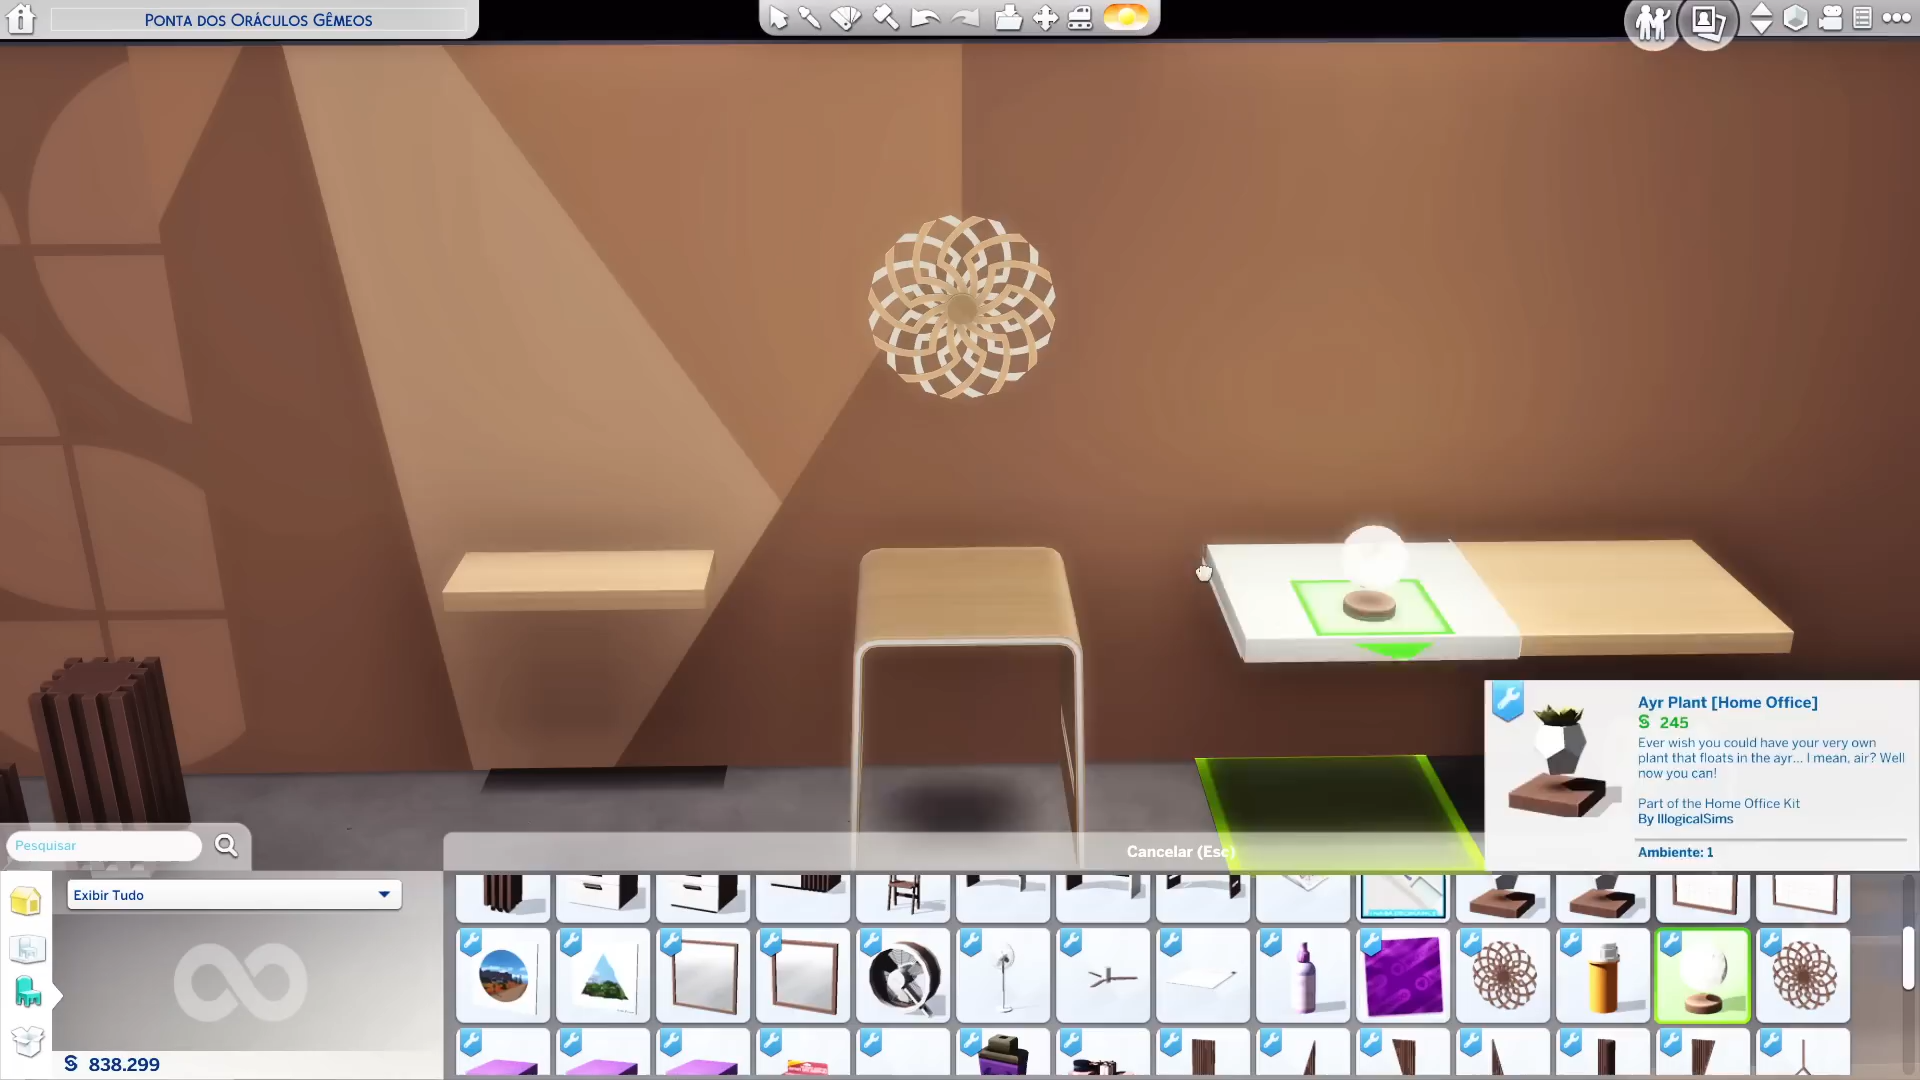 PONTA DOS ORÁCULOS GÊMEOS
Ayr Plant [Home Office]
§ 245
Ever wish you could have your very own
plant that floats in the ayr... I mean, air? Well
now you can!
Part of the Home Office Kit
By IllogicalSims
Ambiente: 1
Pesquisar
Cancelar (Esc)
Exibir Tudo
§ 838.299